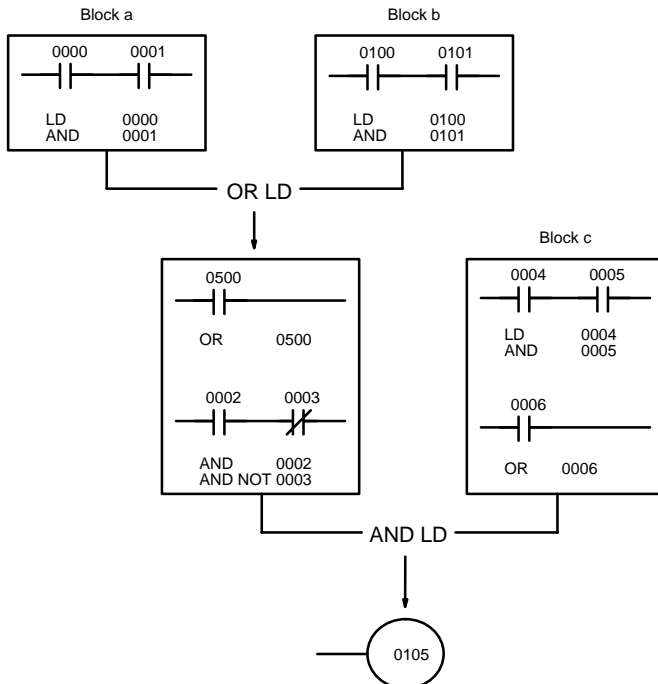 Block a
Block b
0000 0001
LD 0000
AND 0001
0100 0101
LD 0100
AND 0101
OR LD
Block c
0500
OR 0500
0002 0003
AND 0002
AND NOT 0003
0004 0005
LD 0004
AND 0005
0006
OR 0006
AND LD
0105